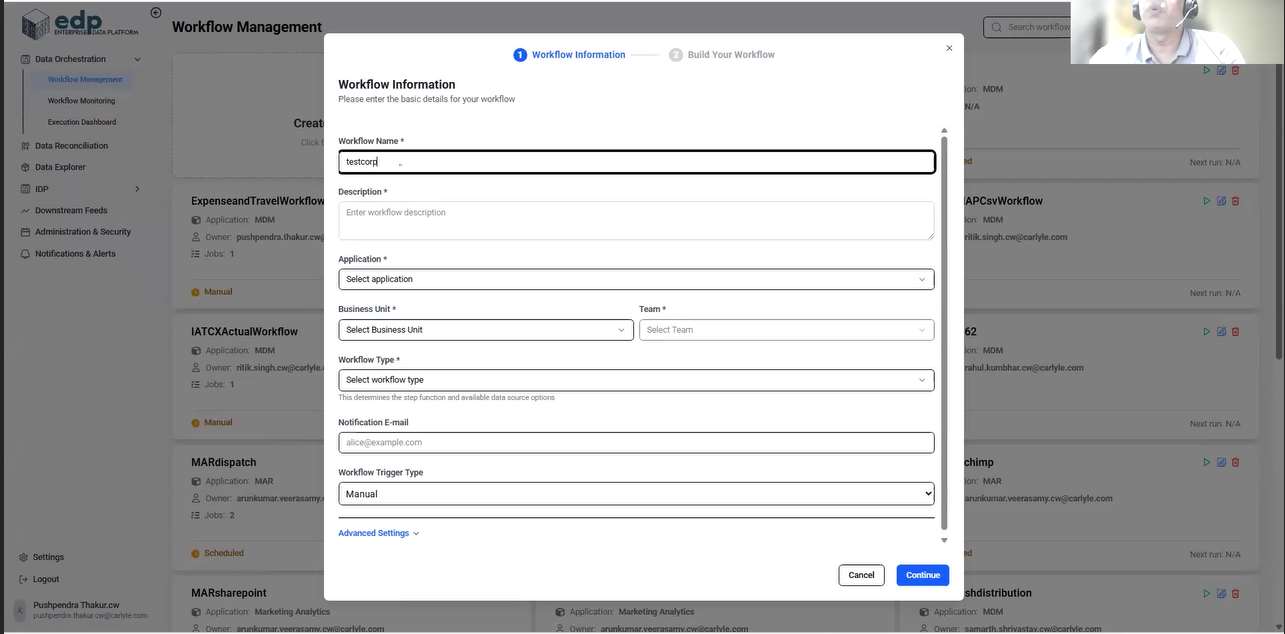 edp
ENTERPRISE DATA PLATFORM
Data Orchestration
Workflow Management
Workflow Monitoring
Execution Dashboard
Data Reconciliation
Data Explorer
IDP
Downstream Feeds
Administration & Security
Notifications & Alerts
Settings
Logout
Pushpendra Thakur.cw
pushpendra.thakur.cw@carlyle.com
Workflow Management
Search workflow
1 Workflow Information
2 Build Your Workflow
Workflow Information
Please enter the basic details for your workflow
Workflow Name *
testcorp
Description *
Enter workflow description
Application *
Select application
Business Unit *
Team *
Select Business Unit
Select Team
Workflow Type *
Select workflow type
This determines the step function and available data source options
Notification E-mail
alice@example.com
Workflow Trigger Type
Manual
Advanced Settings
Cancel
Continue
Create
Click
ion: MDM
N/A
ed
Next run: N/A
ExpenseandTravelWorkflow
Application: MDM
Owner: pushpendra.thakur.cw@
Jobs: 1
Manual
APCsvWorkflow
ion: MDM
ritik.singh.cw@carlyle.com
Next run: N/A
IATCXActualWorkflow
Application: MDM
Owner: ritik.singh.cw@carlyle.c
Jobs: 1
Manual
62
ion: MDM
rahul.kumbhar.cw@carlyle.com
Next run: N/A
MARdispatch
Application: MAR
Owner: arunkumar.veerasamy.c
Jobs: 2
Scheduled
chimp
ion: MAR
arunkumar.veerasamy.cw@carlyle.com
ed
Next run: N/A
MARsharepoint
Application: Marketing Analytics
Owner: arunkumar.veerasamy.cw@carlyle.com
Application: Marketing Analytics
Owner: arunkumar.veerasamy.cw@carlyle.com
shdistribution
Application: MDM
Owner: samarth.shrivastav.cw@carlyle.com